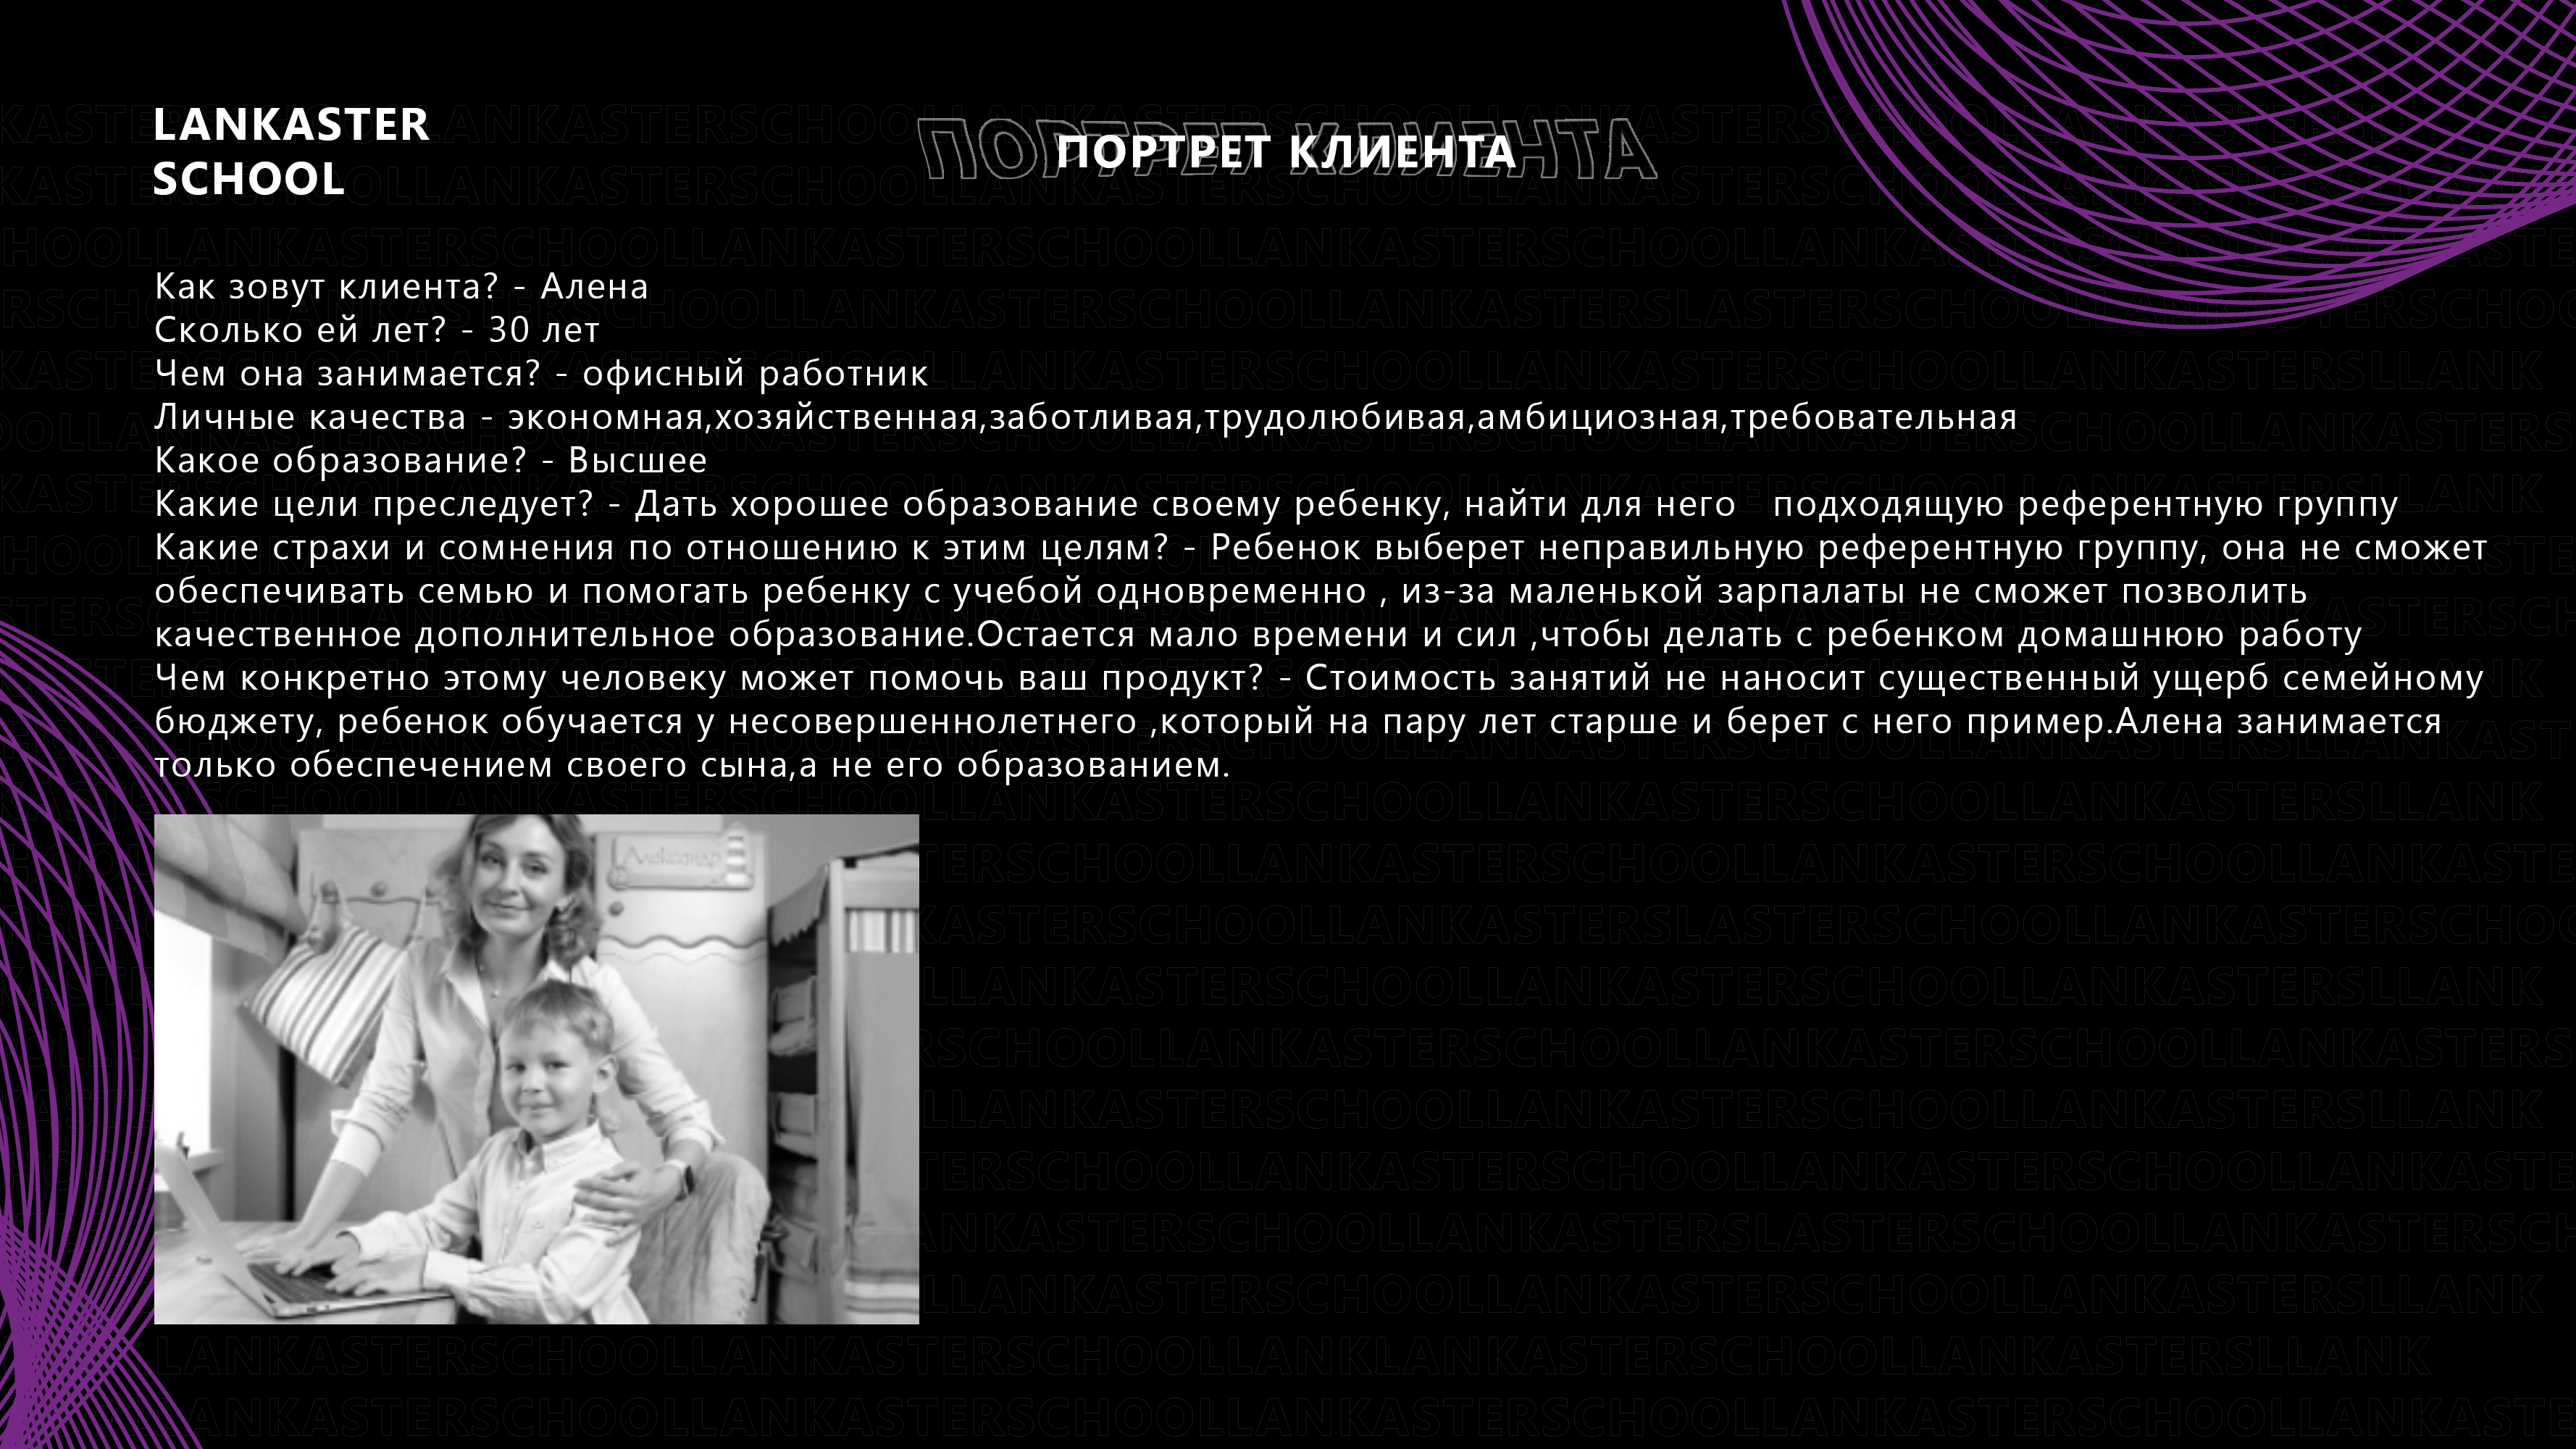 LANKASTER
SCHOOL
ПОРТРЕТ КЛИЕНТА
Как зовут клиента? - Алена
Сколько ей лет? - 30 лет
Чем она занимается? - офисный работник
Личные качества - экономная,хозяйственная,заботливая,трудолюбивая,амбициозная,требовательная
Какое образование? - Высшее
Какие цели преследует? - Дать хорошее образование своему ребенку, найти для него подходящую референтную группу
Какие страхи и сомнения по отношению к этим целям? - Ребенок выберет неправильную референтную группу, она не сможет
обеспечивать семью и помогать ребенку с учебой одновременно , из-за маленькой зарпалаты не сможет позволить
качественное дополнительное образование.Остается мало времени и сил ,чтобы делать с ребенком домашнюю работу
Чем конкретно этому человеку может помочь ваш продукт? - Стоимость занятий не наносит существенный ущерб семейному
бюджету, ребенок обучается у несовершеннолетнего ,который на пару лет старше и берет с него пример.Алена занимается
только обеспечением своего сына,а не его образованием.
Александр